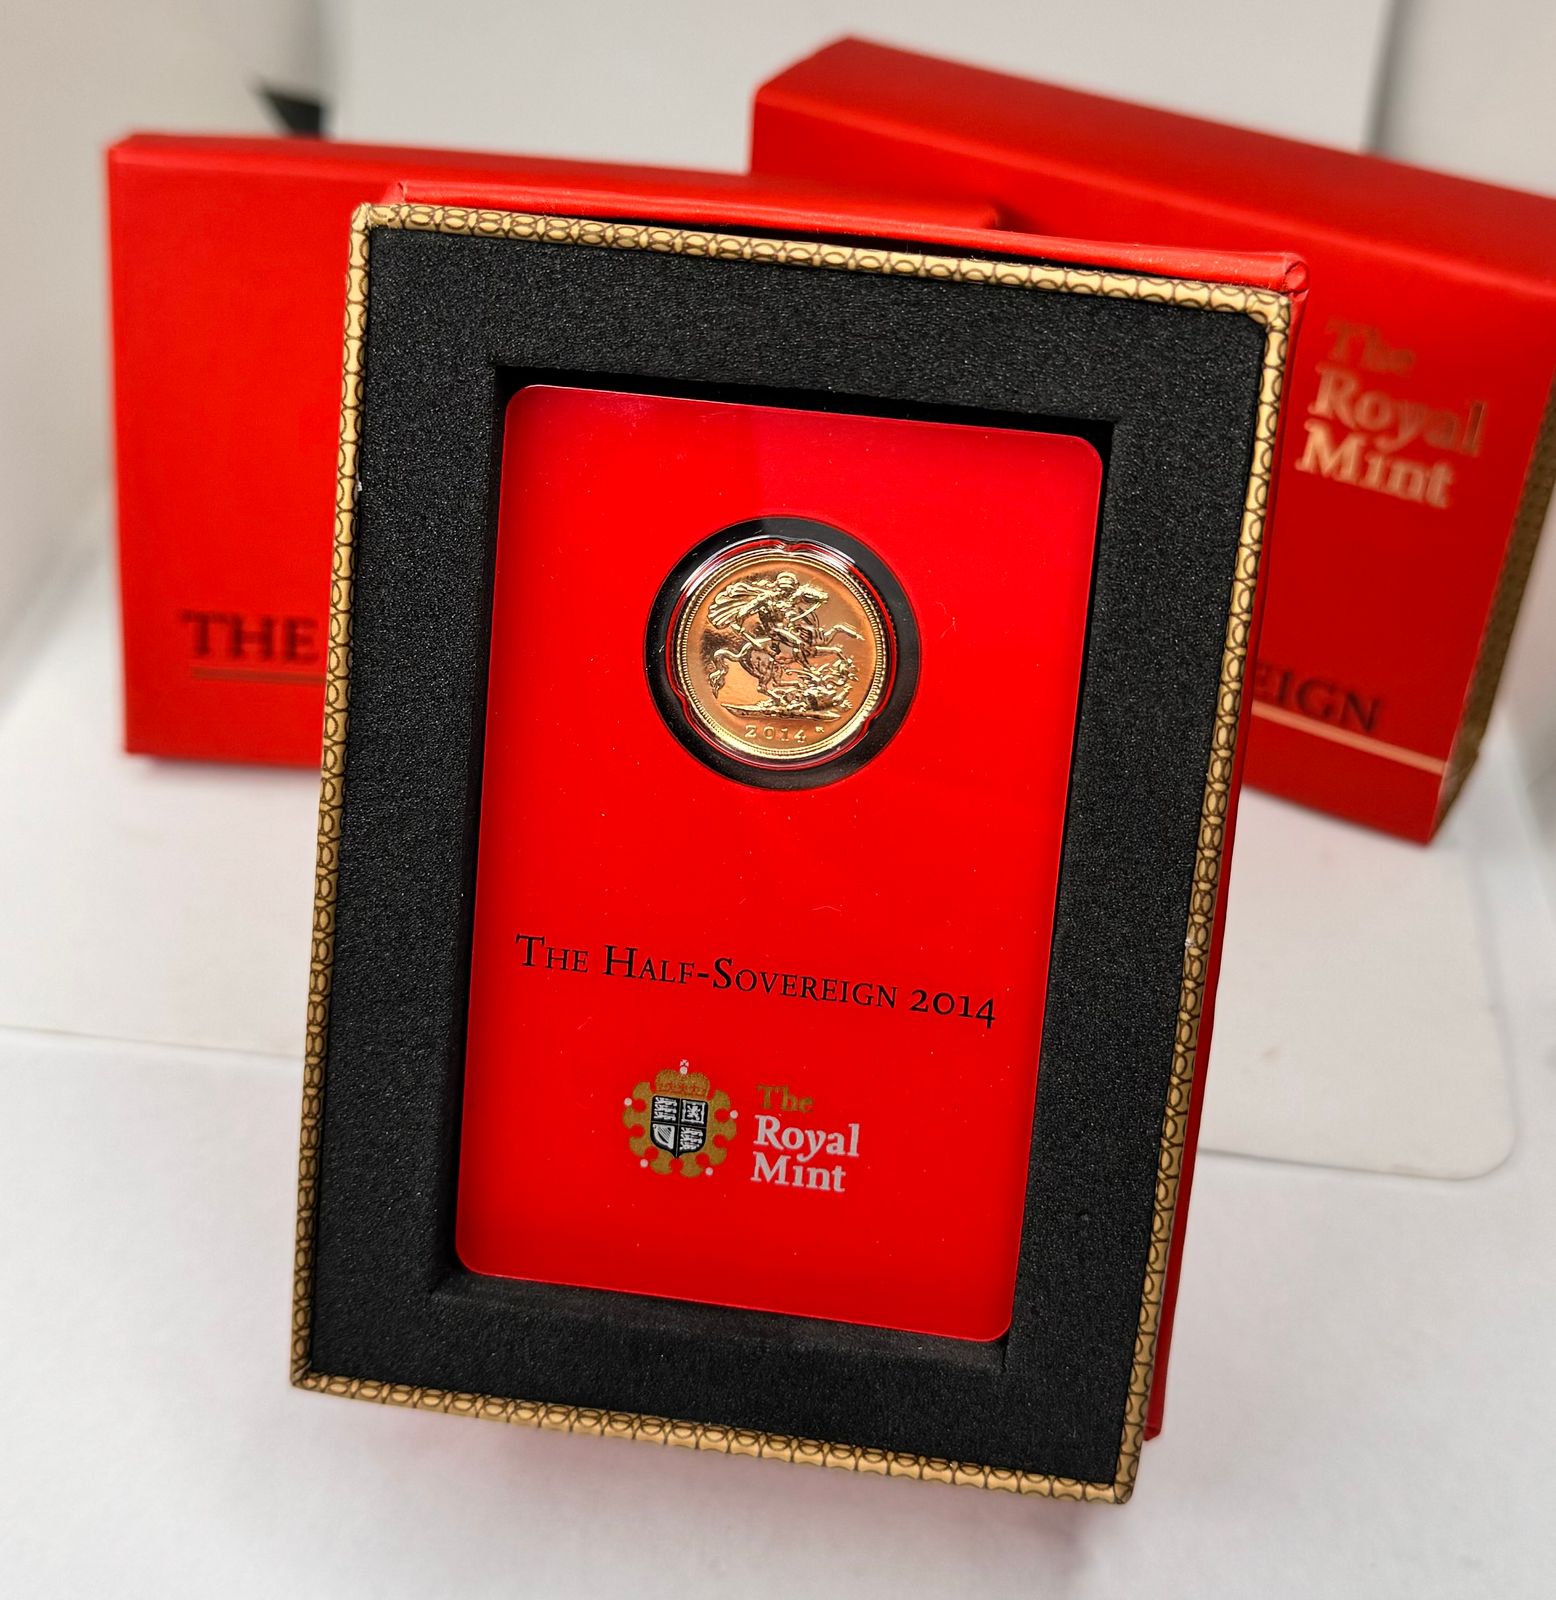 The
Royal
Mint
THE
EIGN
2014
The Half-Sovereign 2014
The
Royal
Mint